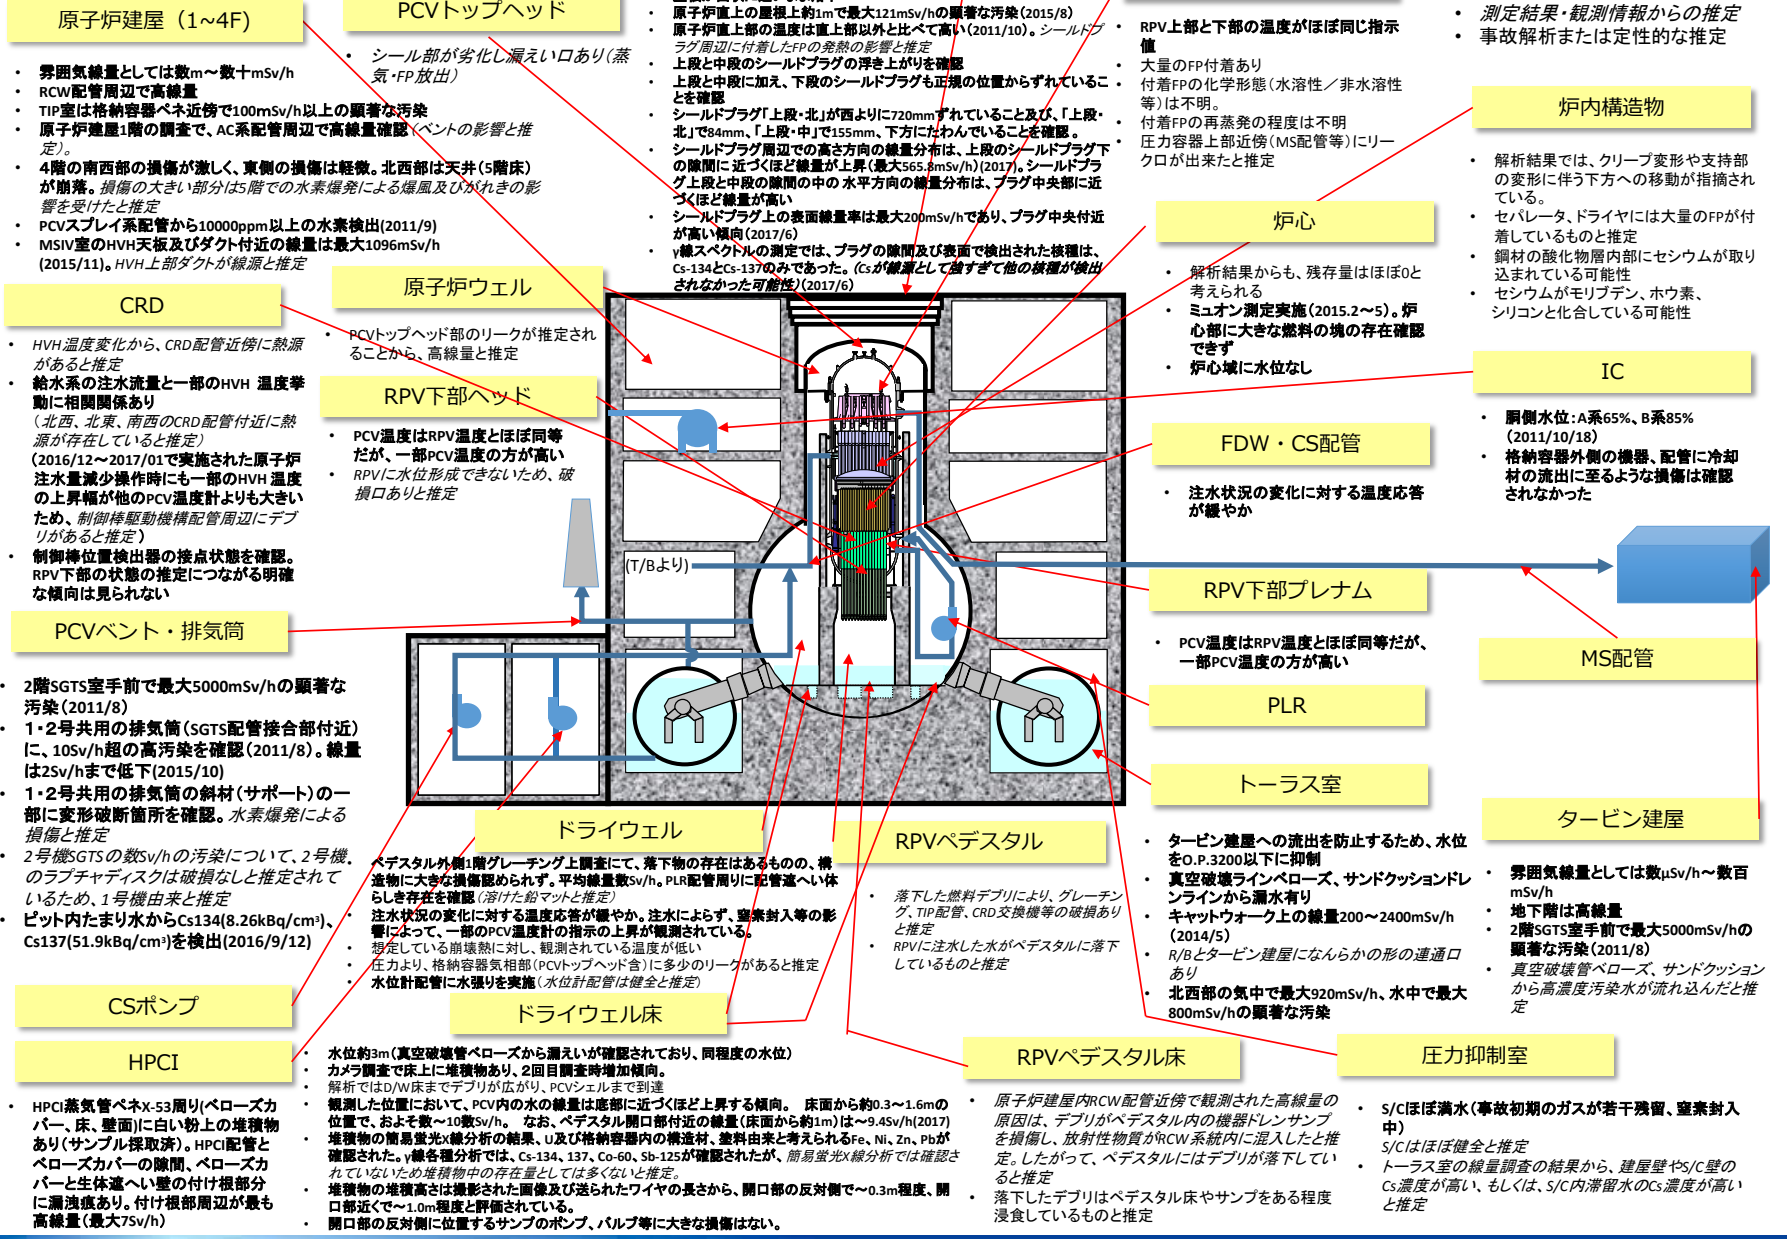 原子炉建屋（1~4F)
・雰囲気線量としては数m～数十mSv/h
・RCW配管周辺で高線量
・TIP室は格納容器ペネ近傍で100mSv/h以上の顕著な汚染
・原子炉建屋1階の調査で、AC系配管周辺で高線量確認(ベントの影響と推
定)。
・4階の南西部の損傷が激しく、東側の損傷は軽微。北西部は天井(5階床)
が崩落。損傷の大きい部分は5階での水素爆発による爆風及びがれきの影
響を受けたと推定
・PCVスプレイ系配管から10000ppm以上の水素検出(2011/9)
・MSIV室のHVH天板及びダクト付近の線量は最大1096mSv/h
(2015/11)。HVH上部ダクトが線源と推定
PCVトップヘッド
・シール部が劣化し漏えい口あり(蒸
気・FP放出)
・原子炉直上の屋根上約1mで最大121mSv/hの顕著な汚染(2015/8)
・原子炉直上部の温度は直上部以外と比べて高い(2011/10)。シールドプ
ラグ周辺に付着したFPの発熱の影響と推定
・上段と中段のシールドプラグの浮き上がりを確認
・上段と中段に加え、下段のシールドプラグも正規の位置からずれているこ
とを確認
・シールドプラグ「上段・北」が西よりに720mmずれていること及び、「上段・
北」で84mm、「上段・中」で155mm、下方にたわんでいることを確認。
・シールドプラグ周辺での高さ方向の線量分布は、上段のシールドプラグ下
の隙間に近づくほど線量が上昇(最大565.8mSv/h)(2017)。シールドプラ
グ上段と中段の隙間の中の水平方向の線量分布は、プラグ中央部に近
づくほど線量が高い
・シールドプラグ上の表面線量率は最大200mSv/hであり、プラグ中央付近
が高い傾向(2017/6)
・γ線スペクトルの測定では、プラグの隙間及び表面で検出された核種は、
Cs-134とCs-137のみであった。(Csが線源として強すぎて他の核種が検出
されなかった可能性)(2017/6)
・RPV上部と下部の温度がほぼ同じ指示
値
・大量のFP付着あり
・付着FPの化学形態(水溶性／非水溶性
等)は不明。
・付着FPの再蒸発の程度は不明
・圧力容器上部近傍(MS配管等)にリー
クロが出来たと推定
・測定結果・観測情報からの推定
・事故解析または定性的な推定
炉内構造物
・解析結果では、クリープ変形や支持部
の変形に伴う下方への移動が指摘され
ている。
・セパレータ、ドライヤには大量のFPが付
着しているものと推定
・鋼材の酸化物層内部にセシウムが取り
込まれている可能性
・セシウムがモリブデン、ホウ素、
シリコンと化合している可能性
炉心
・解析結果からも、残存量はほぼ0と
考えられる
・ミュオン測定実施(2015.2～5)。炉
心部に大きな燃料の塊の存在確認
できず
・炉心域に水位なし
CRD
・HVH温度変化から、CRD配管近傍に熱源
があると推定
・給水系の注水流量と一部のHVH 温度挙
動に相関関係あり
(北西、北東、南西のCRD配管付近に熱
源が存在していると推定)
(2016/12～2017/01で実施された原子炉
注水量減少操作時にも一部のHVH 温度
の上昇幅が他のPCV温度計よりも大きい
ため、制御棒駆動機構配管周辺にデブ
リがあると推定)
・制御棒位置検出器の接点状態を確認。
RPV下部の状態の推定につながる明確
な傾向は見られない
原子炉ウェル
・PCVトップヘッド部のリークが推定され
ることから、高線量と推定
RPV下部ヘッド
・PCV温度はRPV温度とほぼ同等
だが、一部PCV温度の方が高い
・RPVに水位形成できないため、破
損口ありと推定
IC
・胴側水位：A系65%、B系85%
(2011/10/18)
・格納容器外側の機器、配管に冷却
材の流出に至るような損傷は確認
されなかった
FDW・CS配管
・注水状況の変化に対する温度応答
が緩やか
(T/Bより)
RPV下部プレナム
・PCV温度はRPV温度とほぼ同等だが、
一部PCV温度の方が高い
MS配管
PLR
PCVベント・排気筒
・2階SGTS室手前で最大5000mSv/hの顕著な
汚染(2011/8)
・1・2号共用の排気筒(SGTS配管接合部付近)
に、10Sv/h超の高汚染を確認(2011/8)。線量
は2Sv/hまで低下(2015/10)
・1・2号共用の排気筒の斜材(サポート)の一
部に変形破断箇所を確認。水素爆発による
損傷と推定
・2号機SGTSの数Sv/hの汚染について、2号機
のラプチャディスクは破損なしと推定されて
いるため、1号機由来と推定
・ピット内たまり水からCs134(8.26kBq/cm³)、
Cs137(51.9kBq/cm³)を検出(2016/9/12)
トーラス室
・タービン建屋への流出を防止するため、水位
をO.P.3200以下に抑制
・真空破壊ラインベローズ、サンドクッションドレ
ンラインから漏水有り
・キャットウォーク上の線量200～2400mSv/h
(2014/5)
・R/Bとタービン建屋になんらかの形の連通口
あり
・北西部の気中で最大920mSv/h、水中で最大
800mSv/hの顕著な汚染
タービン建屋
・雰囲気線量としては数μSv/h～数百
mSv/h
・地下階は高線量
・2階SGTS室手前で最大5000mSv/hの
顕著な汚染(2011/8)
・真空破壊管ベローズ、サンドクッション
から高濃度汚染水が流れ込んだと推
定
ドライウェル
・ペデスタル外側1階グレーチング上調査にて、落下物の存在はあるものの、構
造物に大きな損傷認められず。平均線量数Sv/h。PLR配管周りに配管遮へい体
らしき存在を確認(溶けた鉛マットと推定)
・注水状況の変化に対する温度応答が緩やか。注水によらず、窒素封入等の影
響によって、一部のPCV温度計の指示の上昇が観測されている。
・想定している崩壊熱に対し、観測されている温度が低い
・圧力より、格納容器気相部(PCVトップヘッド含)に多少のリークがあると推定
・水位計配管に水張りを実施(水位計配管は健全と推定)
RPVペデスタル
・落下した燃料デブリにより、グレーチン
グ、TIP配管、CRD交換機等の破損あり
と推定
・RPVに注水した水がペデスタルに落下
しているものと推定
CSポンプ
HPCI
・HPCI蒸気管ペネX-53周り(ベローズカ
バー、床、壁面)に白い粉上の堆積物
あり(サンプル採取済)。HPCI配管と
ベローズカバーの隙間、ベローズカ
バーと生体遮へい壁の付け根部分
に漏洩痕あり。付け根部周辺が最も
高線量(最大7Sv/h)
ドライウェル床
・水位約3m(真空破壊管ベローズから漏えいが確認されており、同程度の水位)
・カメラ調査で床上に堆積物あり、2回目調査時増加傾向。
・解析ではD/W床までデブリが広がり、PCVシェルまで到達
・観測した位置において、PCV内の水の線量は底部に近づくほど上昇する傾向。 床面から約0.3～1.6mの
位置で、およそ数～10数Sv/h。 なお、ペデスタル開口部付近の線量(床面から約1m)は～9.4Sv/h(2017)
・堆積物の簡易蛍光X線分析の結果、U及び格納容器内の構造材、塗料由来と考えられるFe、Ni、Zn、Pbが
確認された。γ線各種分析では、Cs-134、137、Co-60、Sb-125が確認されたが、簡易蛍光X線分析では確認さ
れていないため堆積物中の存在量としては多くないと推定。
・堆積物の堆積高さは撮影された画像及び送られたワイヤの長さから、開口部の反対側で～0.3m程度、開
口部近くで～1.0m程度と評価されている。
・開口部の反対側に位置するサンプのポンプ、バルブ等に大きな損傷はない。
RPVペデスタル床
・原子炉建屋内RCW配管近傍で観測された高線量の
原因は、デブリがペデスタル内の機器ドレンサンプ
を損傷し、放射性物質がRCW系統内に混入したと推
定。したがって、ペデスタルにはデブリが落下してい
ると推定
・落下したデブリはペデスタル床やサンプをある程度
浸食しているものと推定
圧力抑制室
・S/Cほぼ満水(事故初期のガスが若干残留、窒素封入
中)
S/Cはほぼ健全と推定
・トーラス室の線量調査の結果から、建屋壁やS/C壁の
Cs濃度が高い、もしくは、S/C内滞留水のCs濃度が高い
と推定